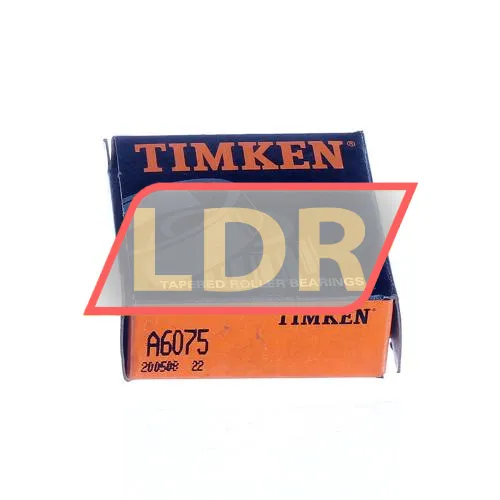 TIMKEN®
LDR
TAPERED ROLLER BEARINGS
TIMKEN
A6075
200508 22